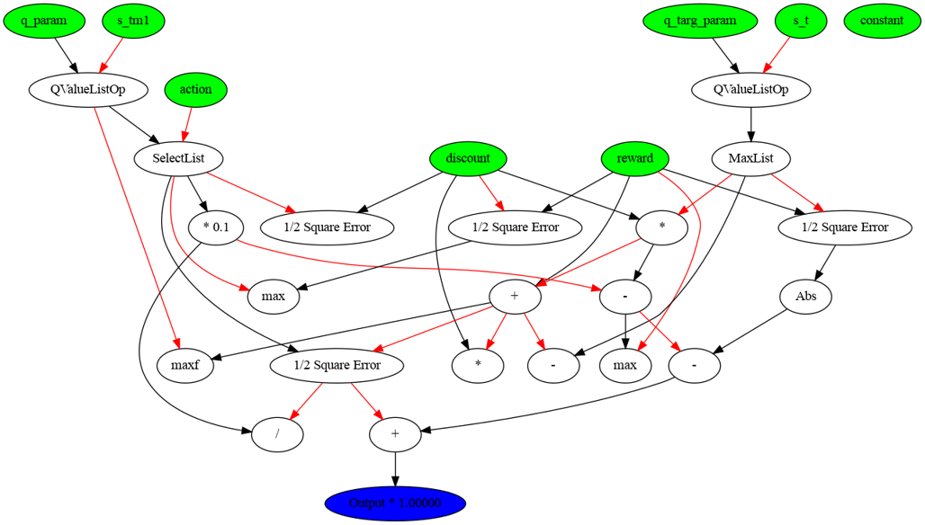 q_param
s_tm1
q_targ_param
s_t
constant
QValueListOp
action
QValueListOp
SelectList
discount
reward
MaxList
* 0.1
1/2 Square Error
1/2 Square Error
*
1/2 Square Error
max
+
-
Abs
maxf
1/2 Square Error
*
-
max
-
/
+
Output * 1.00000